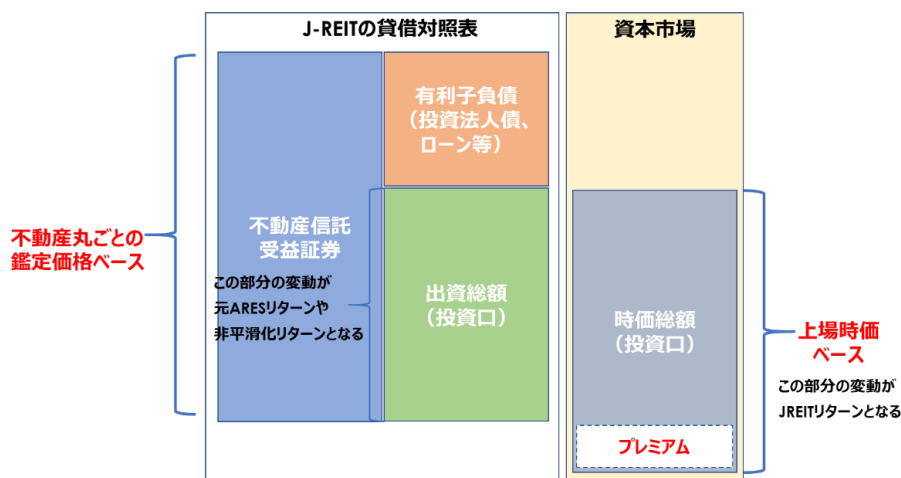 J-REITの貸借対照表
資本市場
有利子負債
（投資法人債、
ローン等）
不動産丸ごとの
鑑定価格ベース
不動産信託
受益証券
この部分の変動が
元ARESリターンや
非平滑化リターンとなる
出資総額
（投資口）
時価総額
（投資口）
プレミアム
上場時価
ベース
この部分の変動が
JREITリターンとなる